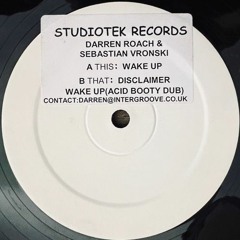 STUDIOTEK RECORDS
DARREN ROACH &
SEBASTIAN VRONSKI
A THIS: WAKE UP
B THAT: DISCLAIMER
WAKE UP(ACID BOOTY DUB)
CONTACT:DARREN@INTERGROOVE.CO.UK